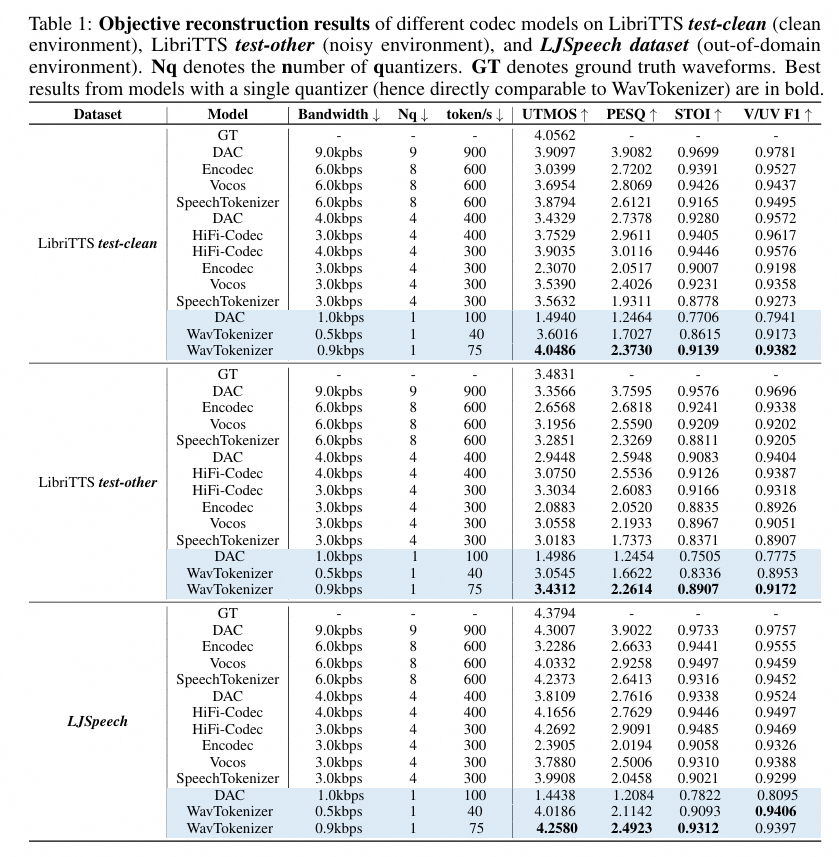 Table 1: Objective reconstruction results of different codec models on LibriTTS test-clean (clean
environment), LibriTTS test-other (noisy environment), and LJSpeech dataset (out-of-domain
environment). Nq denotes the number of quantizers. GT denotes ground truth waveforms. Best
results from models with a single quantizer (hence directly comparable to WavTokenizer) are in bold.
Dataset Model Bandwidth ↓ Nq ↓ token/s ↓ UTMOS ↑ PESQ ↑ STOI ↑ V/UV F1 ↑
GT - - - 4.0562 - - -
DAC 9.0kpbs 9 900 3.9097 3.9082 0.9699 0.9781
Encodec 6.0kbps 8 600 3.0399 2.7202 0.9391 0.9527
Vocos 6.0kbps 8 600 3.6954 2.8069 0.9426 0.9437
SpeechTokenizer 6.0kbps 8 600 3.8794 2.6121 0.9165 0.9495
DAC 4.0kbps 4 400 3.4329 2.7378 0.9280 0.9572
HiFi-Codec 3.0kbps 4 400 3.7529 2.9611 0.9405 0.9617
LibriTTS test-clean HiFi-Codec 4.0kbps 4 300 3.9035 3.0116 0.9446 0.9576
Encodec 3.0kbps 4 300 2.3070 2.0517 0.9007 0.9198
Vocos 3.0kbps 4 300 3.5390 2.4026 0.9231 0.9358
SpeechTokenizer 3.0kbps 4 300 3.5632 1.9311 0.8778 0.9273
DAC 1.0kbps 1 100 1.4940 1.2464 0.7706 0.7941
WavTokenizer 0.5kbps 1 40 3.6016 1.7027 0.8615 0.9173
WavTokenizer 0.9kbps 1 75 4.0486 2.3730 0.9139 0.9382
GT - - - 3.4831 - - -
DAC 9.0kbps 9 900 3.3566 3.7595 0.9576 0.9696
Encodec 6.0kbps 8 600 2.6568 2.6818 0.9241 0.9338
Vocos 6.0kbps 8 600 3.1956 2.5590 0.9209 0.9202
SpeechTokenizer 6.0kbps 8 600 3.2851 2.3269 0.8811 0.9205
DAC 4.0kbps 4 400 2.9448 2.5948 0.9083 0.9404
LibriTTS test-other HiFi-Codec 4.0kbps 4 400 3.0750 2.5536 0.9126 0.9387
HiFi-Codec 3.0kbps 4 300 3.3034 2.6083 0.9166 0.9318
Encodec 3.0kbps 4 300 2.0883 2.0520 0.8835 0.8926
Vocos 3.0kbps 4 300 3.0558 2.1933 0.8967 0.9051
SpeechTokenizer 3.0kbps 4 300 3.0183 1.7373 0.8371 0.8907
DAC 1.0kbps 1 100 1.4986 1.2454 0.7505 0.7775
WavTokenizer 0.5kbps 1 40 3.0545 1.6622 0.8336 0.8953
WavTokenizer 0.9kbps 1 75 3.4312 2.2614 0.8907 0.9172
GT - - - 4.3794 - - -
DAC 9.0kpbs 9 900 4.3007 3.9022 0.9733 0.9757
Encodec 6.0kbps 8 600 3.2286 2.6633 0.9441 0.9555
Vocos 6.0kbps 8 600 4.0332 2.9258 0.9497 0.9459
SpeechTokenizer 6.0kbps 8 600 4.2373 2.6413 0.9316 0.9452
DAC 4.0kbps 4 400 3.8109 2.7616 0.9338 0.9524
LJSpeech HiFi-Codec 4.0kbps 4 400 4.1656 2.7629 0.9446 0.9497
HiFi-Codec 3.0kbps 4 300 4.2692 2.9091 0.9485 0.9469
Encodec 3.0kbps 4 300 2.3905 2.0194 0.9058 0.9326
Vocos 3.0kbps 4 300 3.7880 2.5006 0.9310 0.9388
SpeechTokenizer 3.0kbps 4 300 3.9908 2.0458 0.9021 0.9299
DAC 1.0kbps 1 100 1.4438 1.2084 0.7822 0.8095
WavTokenizer 0.5kbps 1 40 4.0186 2.1142 0.9093 0.9406
WavTokenizer 0.9kbps 1 75 4.2580 2.4923 0.9312 0.9397